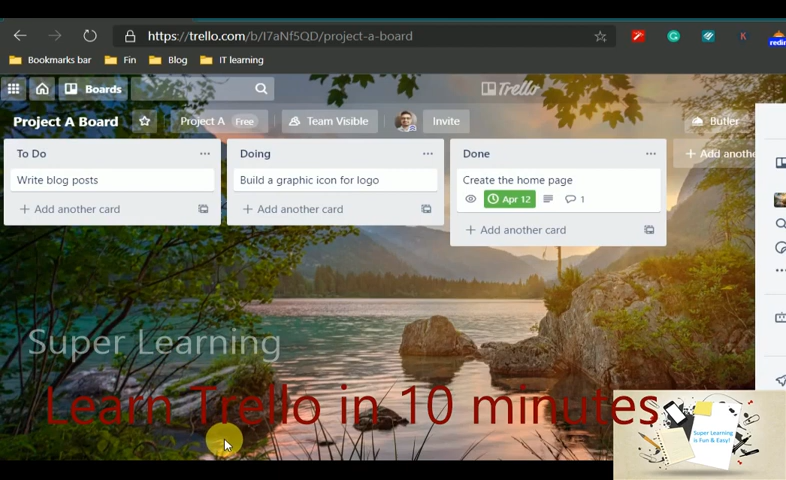 https://trello.com/b/I7aNf5QD/project-a-board
K
Bookmarks bar Fin Blog IT learning
Boards Trello
Project A Board Project A Free Team Visible Invite Butler
To Do Doing Done + Add anothe
Write blog posts Build a graphic icon for logo Create the home page
Apr 12 1
+ Add another card + Add another card
+ Add another card
Super Learning
Learn Trello in 10 minutes
Super Learning
is Fun & Easy!